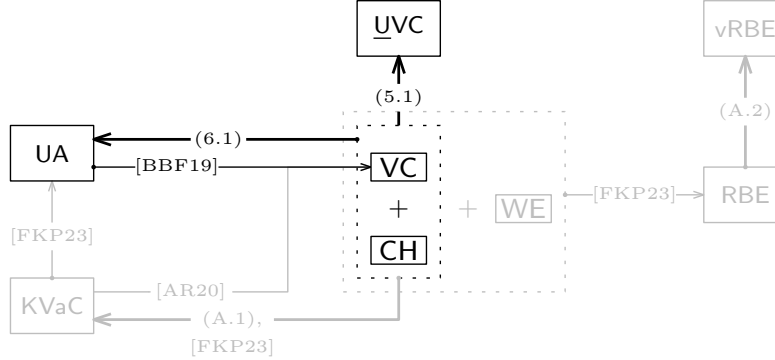 UVC
vRBE
(5.1)
(A.2)
(6.1)
UA
[BBF19]
VC
[FKP23]
RBE
+
+
WE
[FKP23]
CH
KVaC
[AR20]
(A.1),
[FKP23]